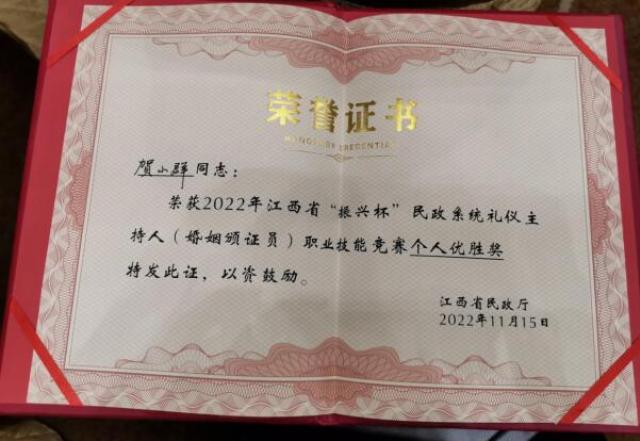 荣誉证书
HONORARY CREDENTIAL
贺小群同志：
荣获2022年江西省“振兴杯”民政系统礼仪主
持人（婚姻颁证员）职业技能竞赛个人优胜奖
特发此证，以资鼓励。
江西省民政厅
2022年11月15日